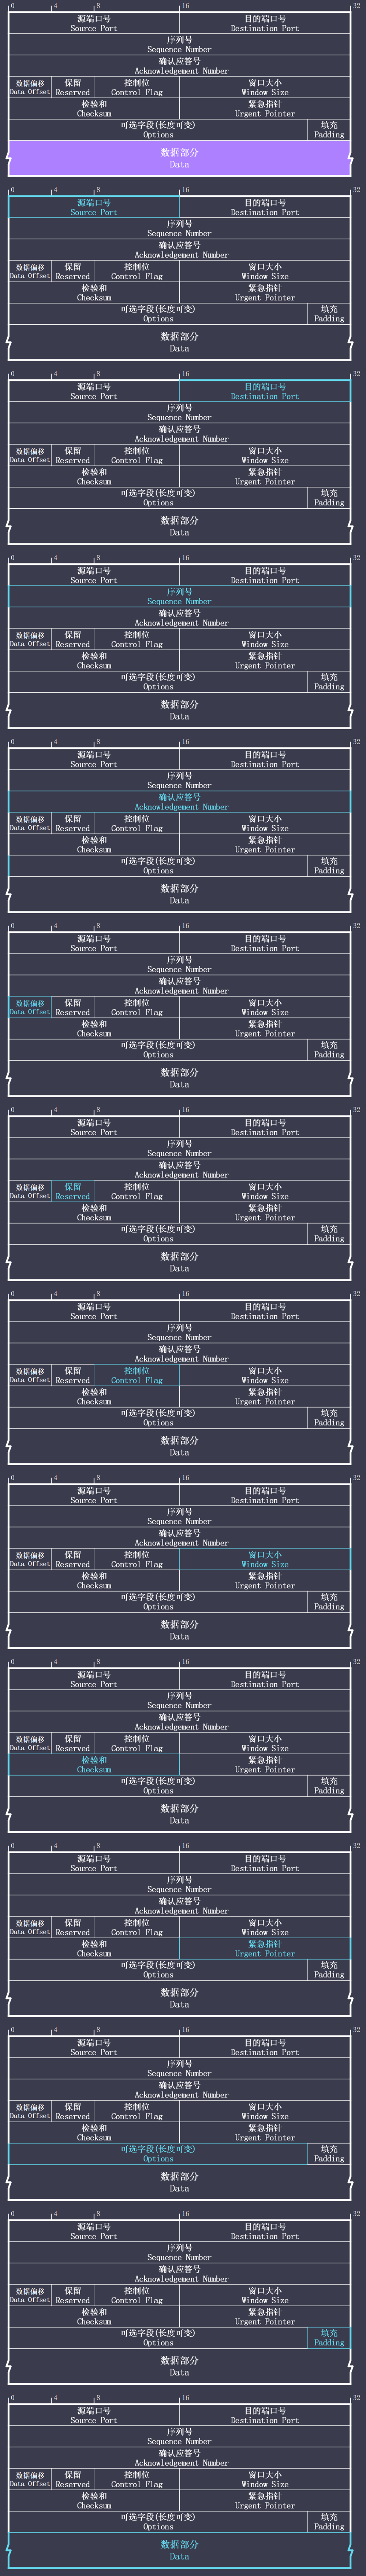 0 4 8 16 32
源端口号 目的端口号
Source Port Destination Port
序列号
Sequence Number
确认应答号
Acknowledgement Number
数据偏移 保留 控制位 窗口大小
Data Offset Reserved Control Flag Window Size
检验和 緊急指针
Checksum Urgent Pointer
可选字段(长度可变) 填充
Options Padding
数据部分
Data
0 4 8 16 32
源端口号 目的端口号
Source Port Destination Port
序列号
Sequence Number
确认应答号
Acknowledgement Number
数据偏移 保留 控制位 窗口大小
Data Offset Reserved Control Flag Window Size
检验和 緊急指针
Checksum Urgent Pointer
可选字段(长度可变) 填充
Options Padding
数据部分
Data
0 4 8 16 32
源端口号 目的端口号
Source Port Destination Port
序列号
Sequence Number
确认应答号
Acknowledgement Number
数据偏移 保留 控制位 窗口大小
Data Offset Reserved Control Flag Window Size
检验和 緊急指针
Checksum Urgent Pointer
可选字段(长度可变) 填充
Options Padding
数据部分
Data
0 4 8 16 32
源端口号 目的端口号
Source Port Destination Port
序列号
Sequence Number
确认应答号
Acknowledgement Number
数据偏移 保留 控制位 窗口大小
Data Offset Reserved Control Flag Window Size
检验和 緊急指针
Checksum Urgent Pointer
可选字段(长度可变) 填充
Options Padding
数据部分
Data
0 4 8 16 32
源端口号 目的端口号
Source Port Destination Port
序列号
Sequence Number
确认应答号
Acknowledgement Number
数据偏移 保留 控制位 窗口大小
Data Offset Reserved Control Flag Window Size
检验和 緊急指针
Checksum Urgent Pointer
可选字段(长度可变) 填充
Options Padding
数据部分
Data
0 4 8 16 32
源端口号 目的端口号
Source Port Destination Port
序列号
Sequence Number
确认应答号
Acknowledgement Number
数据偏移 保留 控制位 窗口大小
Data Offset Reserved Control Flag Window Size
检验和 緊急指针
Checksum Urgent Pointer
可选字段(长度可变) 填充
Options Padding
数据部分
Data
0 4 8 16 32
源端口号 目的端口号
Source Port Destination Port
序列号
Sequence Number
确认应答号
Acknowledgement Number
数据偏移 保留 控制位 窗口大小
Data Offset Reserved Control Flag Window Size
检验和 緊急指针
Checksum Urgent Pointer
可选字段(长度可变) 填充
Options Padding
数据部分
Data
0 4 8 16 32
源端口号 目的端口号
Source Port Destination Port
序列号
Sequence Number
确认应答号
Acknowledgement Number
数据偏移 保留 控制位 窗口大小
Data Offset Reserved Control Flag Window Size
检验和 緊急指针
Checksum Urgent Pointer
可选字段(长度可变) 填充
Options Padding
数据部分
Data
0 4 8 16 32
源端口号 目的端口号
Source Port Destination Port
序列号
Sequence Number
确认应答号
Acknowledgement Number
数据偏移 保留 控制位 窗口大小
Data Offset Reserved Control Flag Window Size
检验和 緊急指针
Checksum Urgent Pointer
可选字段(长度可变) 填充
Options Padding
数据部分
Data
0 4 8 16 32
源端口号 目的端口号
Source Port Destination Port
序列号
Sequence Number
确认应答号
Acknowledgement Number
数据偏移 保留 控制位 窗口大小
Data Offset Reserved Control Flag Window Size
检验和 緊急指针
Checksum Urgent Pointer
可选字段(长度可变) 填充
Options Padding
数据部分
Data
0 4 8 16 32
源端口号 目的端口号
Source Port Destination Port
序列号
Sequence Number
确认应答号
Acknowledgement Number
数据偏移 保留 控制位 窗口大小
Data Offset Reserved Control Flag Window Size
检验和 緊急指针
Checksum Urgent Pointer
可选字段(长度可变) 填充
Options Padding
数据部分
Data
0 4 8 16 32
源端口号 目的端口号
Source Port Destination Port
序列号
Sequence Number
确认应答号
Acknowledgement Number
数据偏移 保留 控制位 窗口大小
Data Offset Reserved Control Flag Window Size
检验和 緊急指针
Checksum Urgent Pointer
可选字段(长度可变) 填充
Options Padding
数据部分
Data
0 4 8 16 32
源端口号 目的端口号
Source Port Destination Port
序列号
Sequence Number
确认应答号
Acknowledgement Number
数据偏移 保留 控制位 窗口大小
Data Offset Reserved Control Flag Window Size
检验和 緊急指针
Checksum Urgent Pointer
可选字段(长度可变) 填充
Options Padding
数据部分
Data
0 4 8 16 32
源端口号 目的端口号
Source Port Destination Port
序列号
Sequence Number
确认应答号
Acknowledgement Number
数据偏移 保留 控制位 窗口大小
Data Offset Reserved Control Flag Window Size
检验和 緊急指针
Checksum Urgent Pointer
可选字段(长度可变) 填充
Options Padding
数据部分
Data